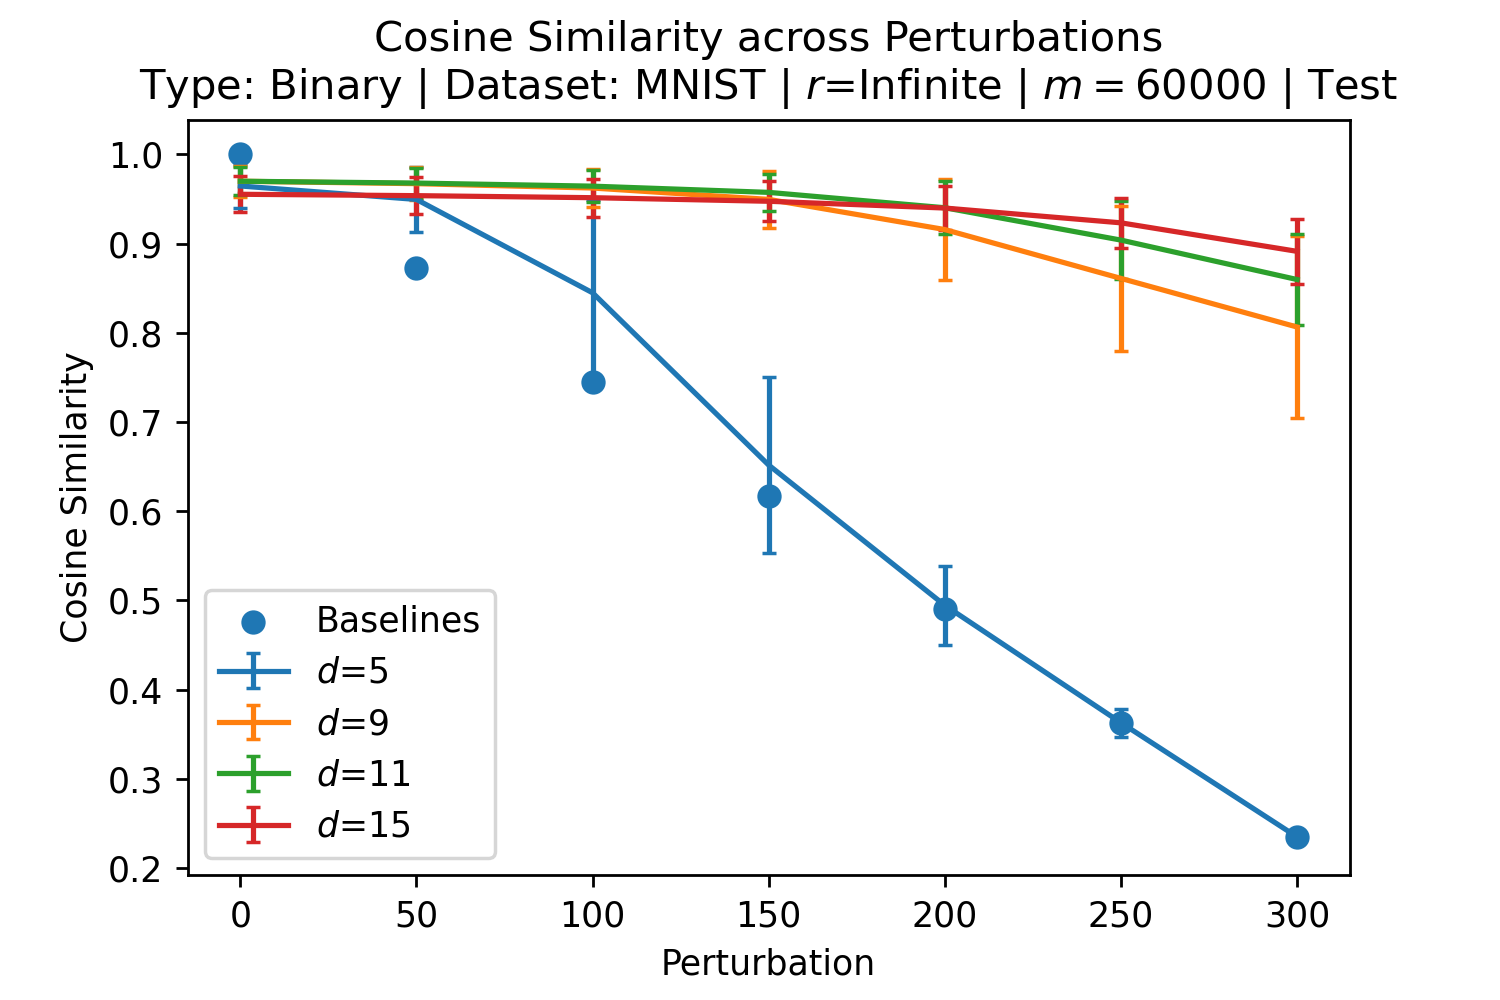 Cosine Similarity across Perturbations
Type: Binary | Dataset: MNIST | r=Infinite | m = 60000 | Test
1.0
0.9
0.8
0.7
0.6
0.5
0.4
0.3
0.2
Cosine Similarity
Baselines
d=5
d=9
d=11
d=15
0 50 100 150 200 250 300
Perturbation